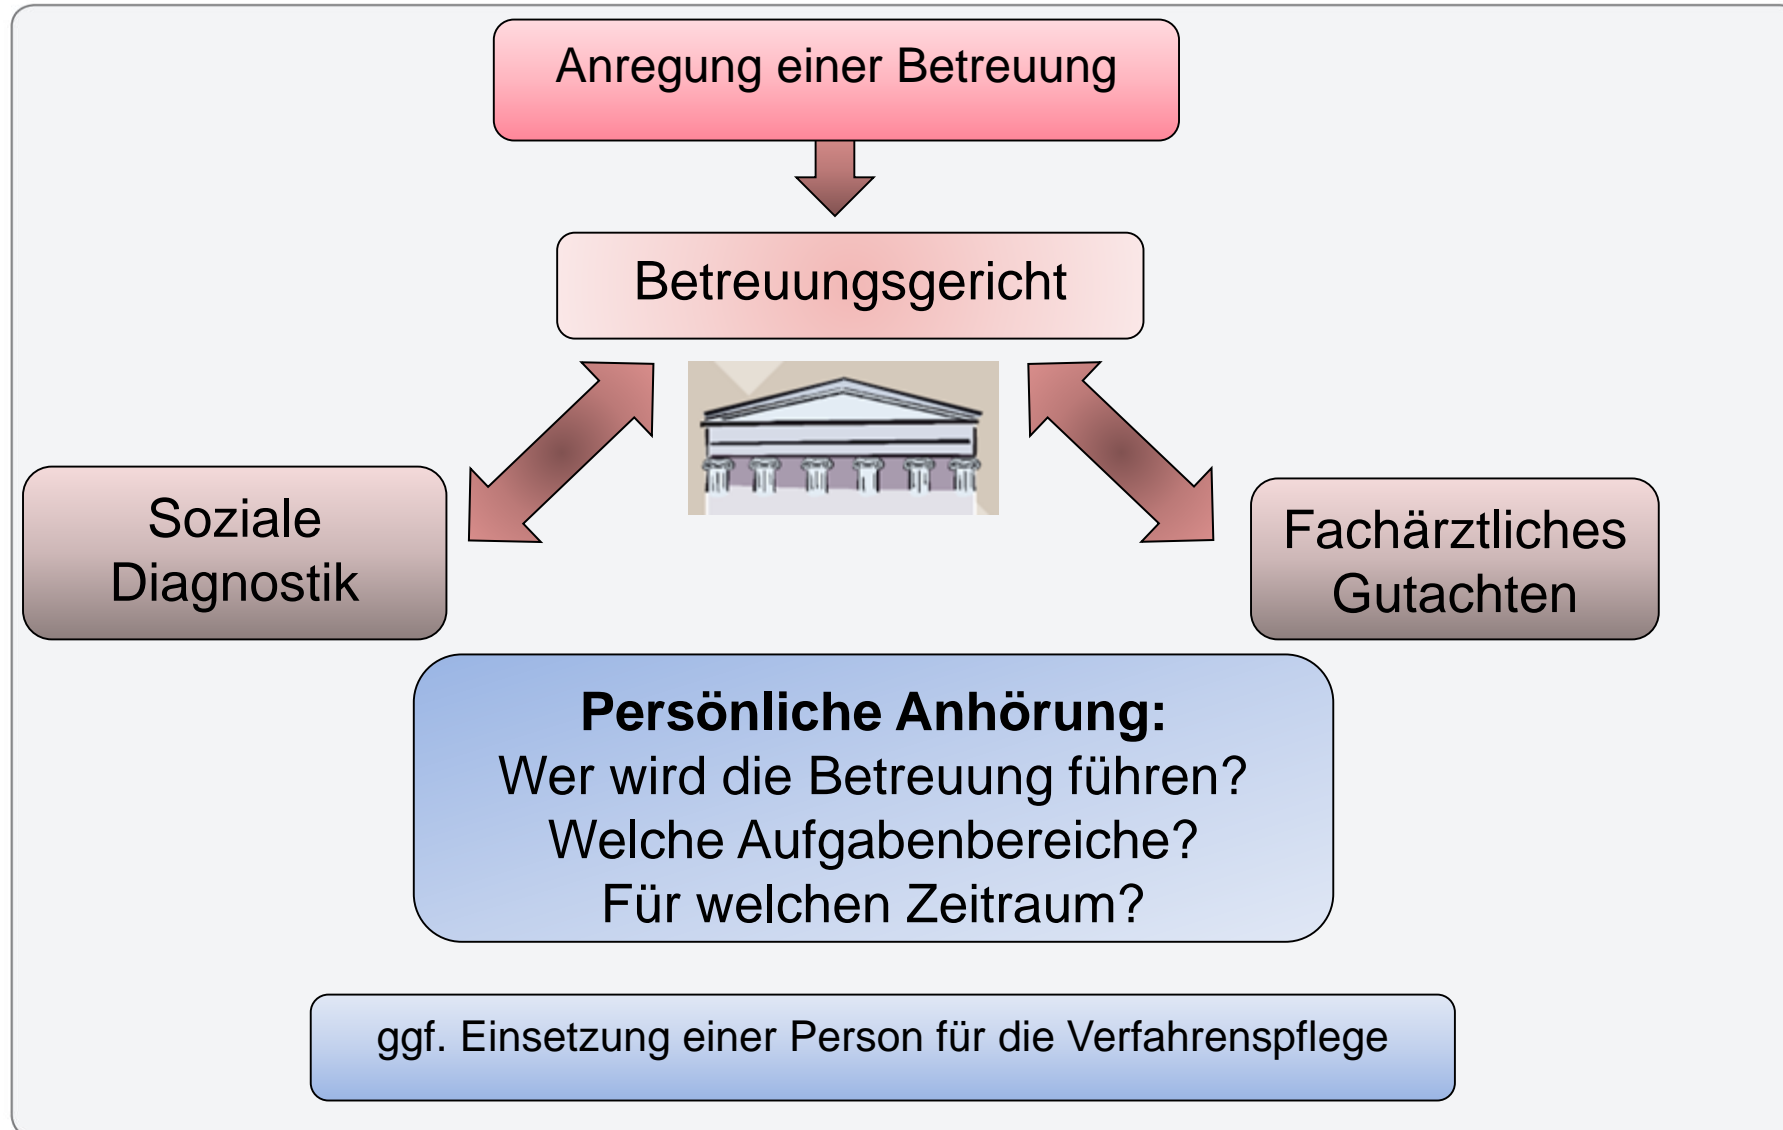 Anregung einer Betreuung
Betreuungsgericht
Soziale
Diagnostik
Fachärztliches
Gutachten
Persönliche Anhörung:
Wer wird die Betreuung führen?
Welche Aufgabenbereiche?
Für welchen Zeitraum?
ggf. Einsetzung einer Person für die Verfahrenspflege